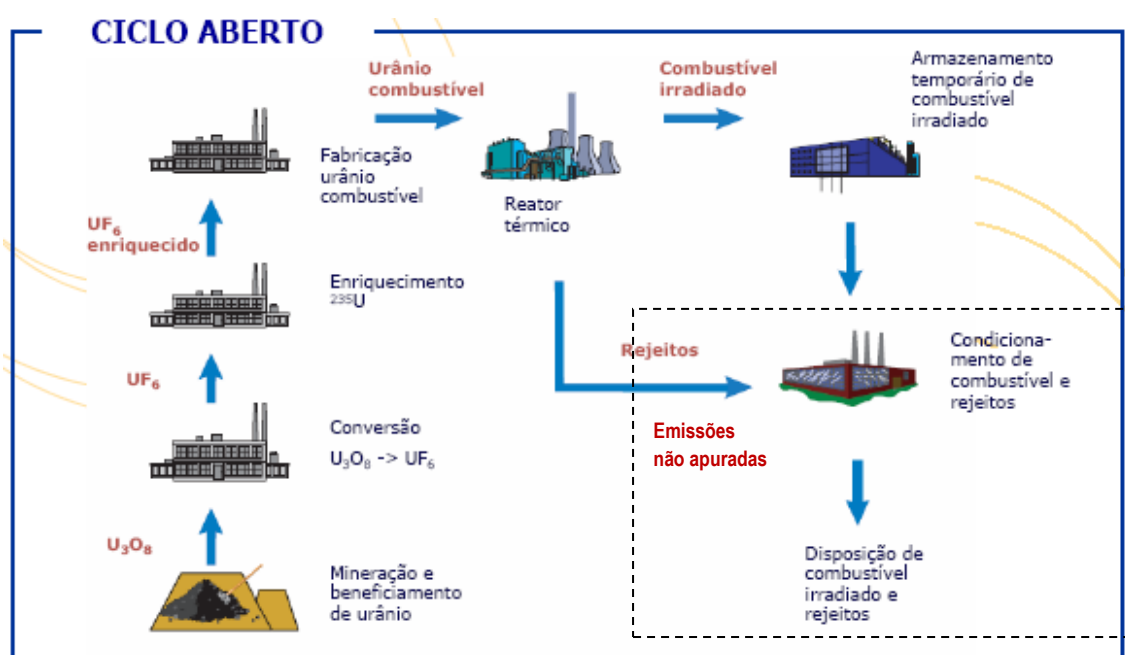 CICLO ABERTO
Urânio
combustível
Combustível
irradiado
Armazenamento
temporário de
combustível
irradiado
Fabricação
urânio
combustível
Reator
térmico
UF₆
enriquecido
Enriquecimento
²³⁵U
Rejeitos
Condiciona-
mento de
combustível e
rejeitos
UF₆
Emissões
não apuradas
Conversão
U₃O₈ -> UF₆
U₃O₈
Mineração e
beneficiamento
de urânio
Disposição de
combustível
irradiado e
rejeitos